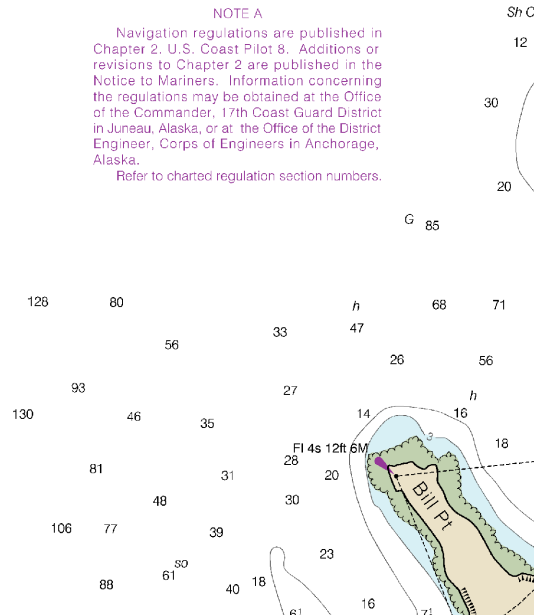 NOTE A
Navigation regulations are published in
Chapter 2. U.S. Coast Pilot 8. Additions or
revisions to Chapter 2 are published in the
Notice to Mariners. Information concerning
the regulations may be obtained at the Office
of the Commander, 17th Coast Guard District
in Juneau, Alaska, or at the Office of the District
Engineer, Corps of Engineers in Anchorage,
Alaska.
Refer to charted regulation section numbers.
Sh
12
30
20
G 85
128 80 h 68 71
33 47
56
26 56
93 27 h
130 46 35 14 16
3
Fl 4s 12ft 6M 18
81 31 28 20
48 30 Bill Pt
106 77 39
23
so
88 61 40 18
16
6¹ 7¹